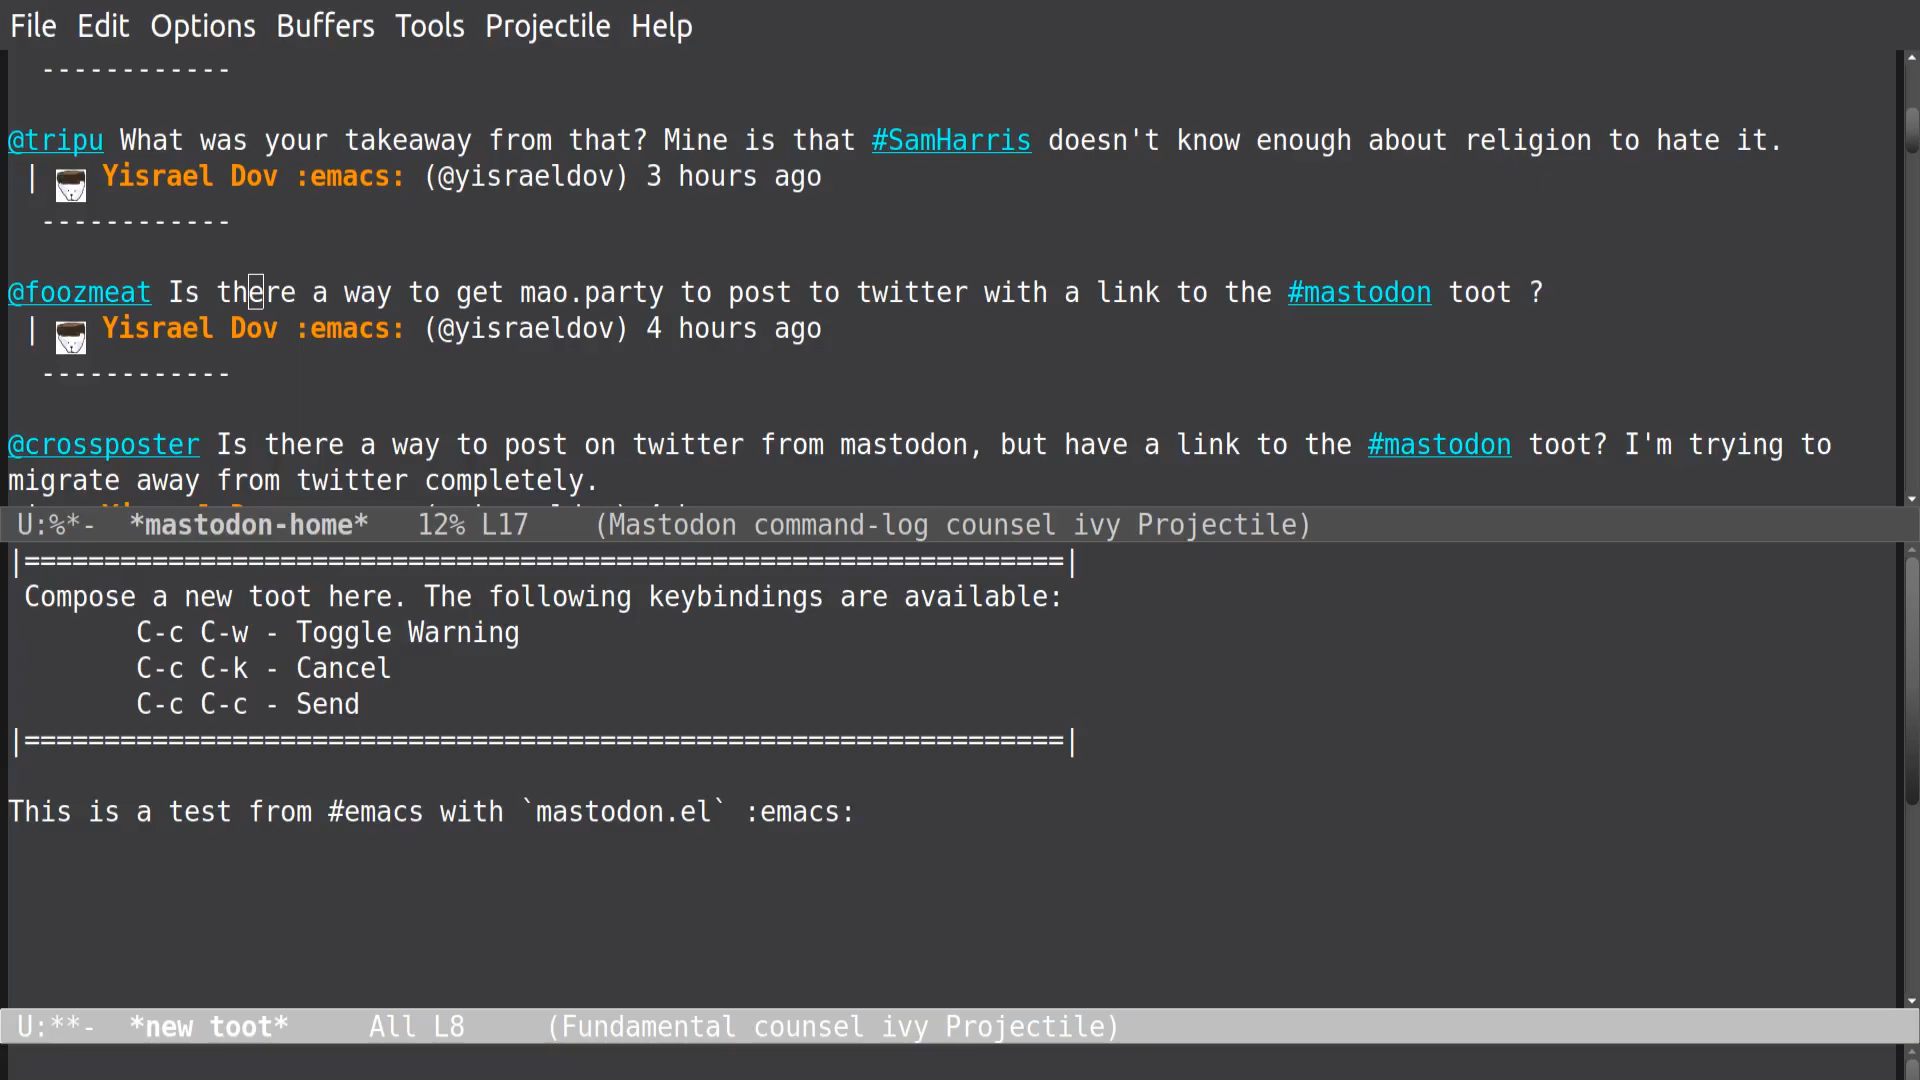 File Edit Options Buffers Tools Projectile Help
------------
@tripu What was your takeaway from that? Mine is that #SamHarris doesn't know enough about religion to hate it.
| Yisrael Dov :emacs: (@yisraeldov) 3 hours ago
------------
@foozmeat Is there a way to get mao.party to post to twitter with a link to the #mastodon toot ?
| Yisrael Dov :emacs: (@yisraeldov) 4 hours ago
------------
@crossposter Is there a way to post on twitter from mastodon, but have a link to the #mastodon toot? I'm trying to
migrate away from twitter completely.
U:%*- *mastodon-home* 12% L17 (Mastodon command-log counsel ivy Projectile)
|=================================================================|
Compose a new toot here. The following keybindings are available:
C-c C-w - Toggle Warning
C-c C-k - Cancel
C-c C-c - Send
|=================================================================|
This is a test from #emacs with `mastodon.el` :emacs:
U:**- *new toot* All L8 (Fundamental counsel ivy Projectile)